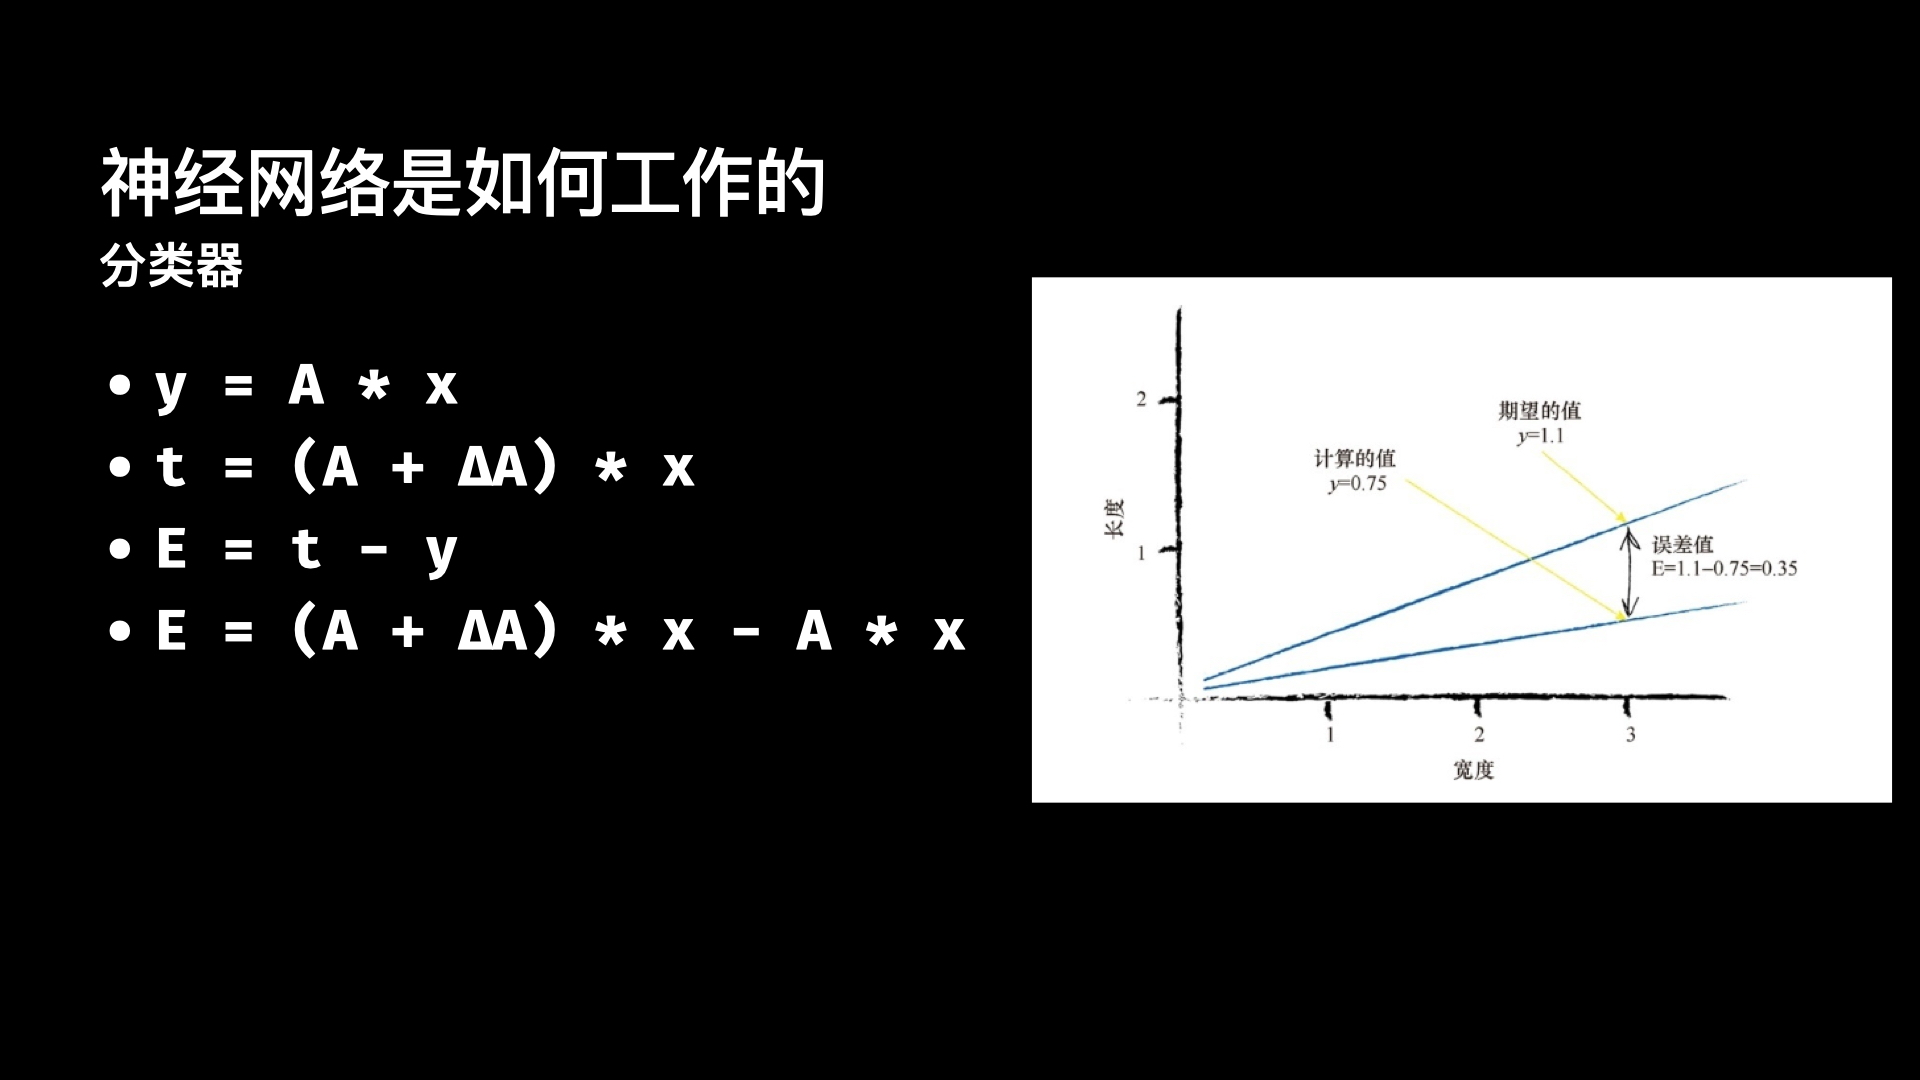 神经网络是如何工作的
分类器
• y = A * x
• t = (A + ΔA) * x
• E = t - y
• E = (A + ΔA) * x - A * x
2
期望的值
y=1.1
计算的值
y=0.75
长度
误差值
1
E=1.1−0.75=0.35
1 2 3
宽度